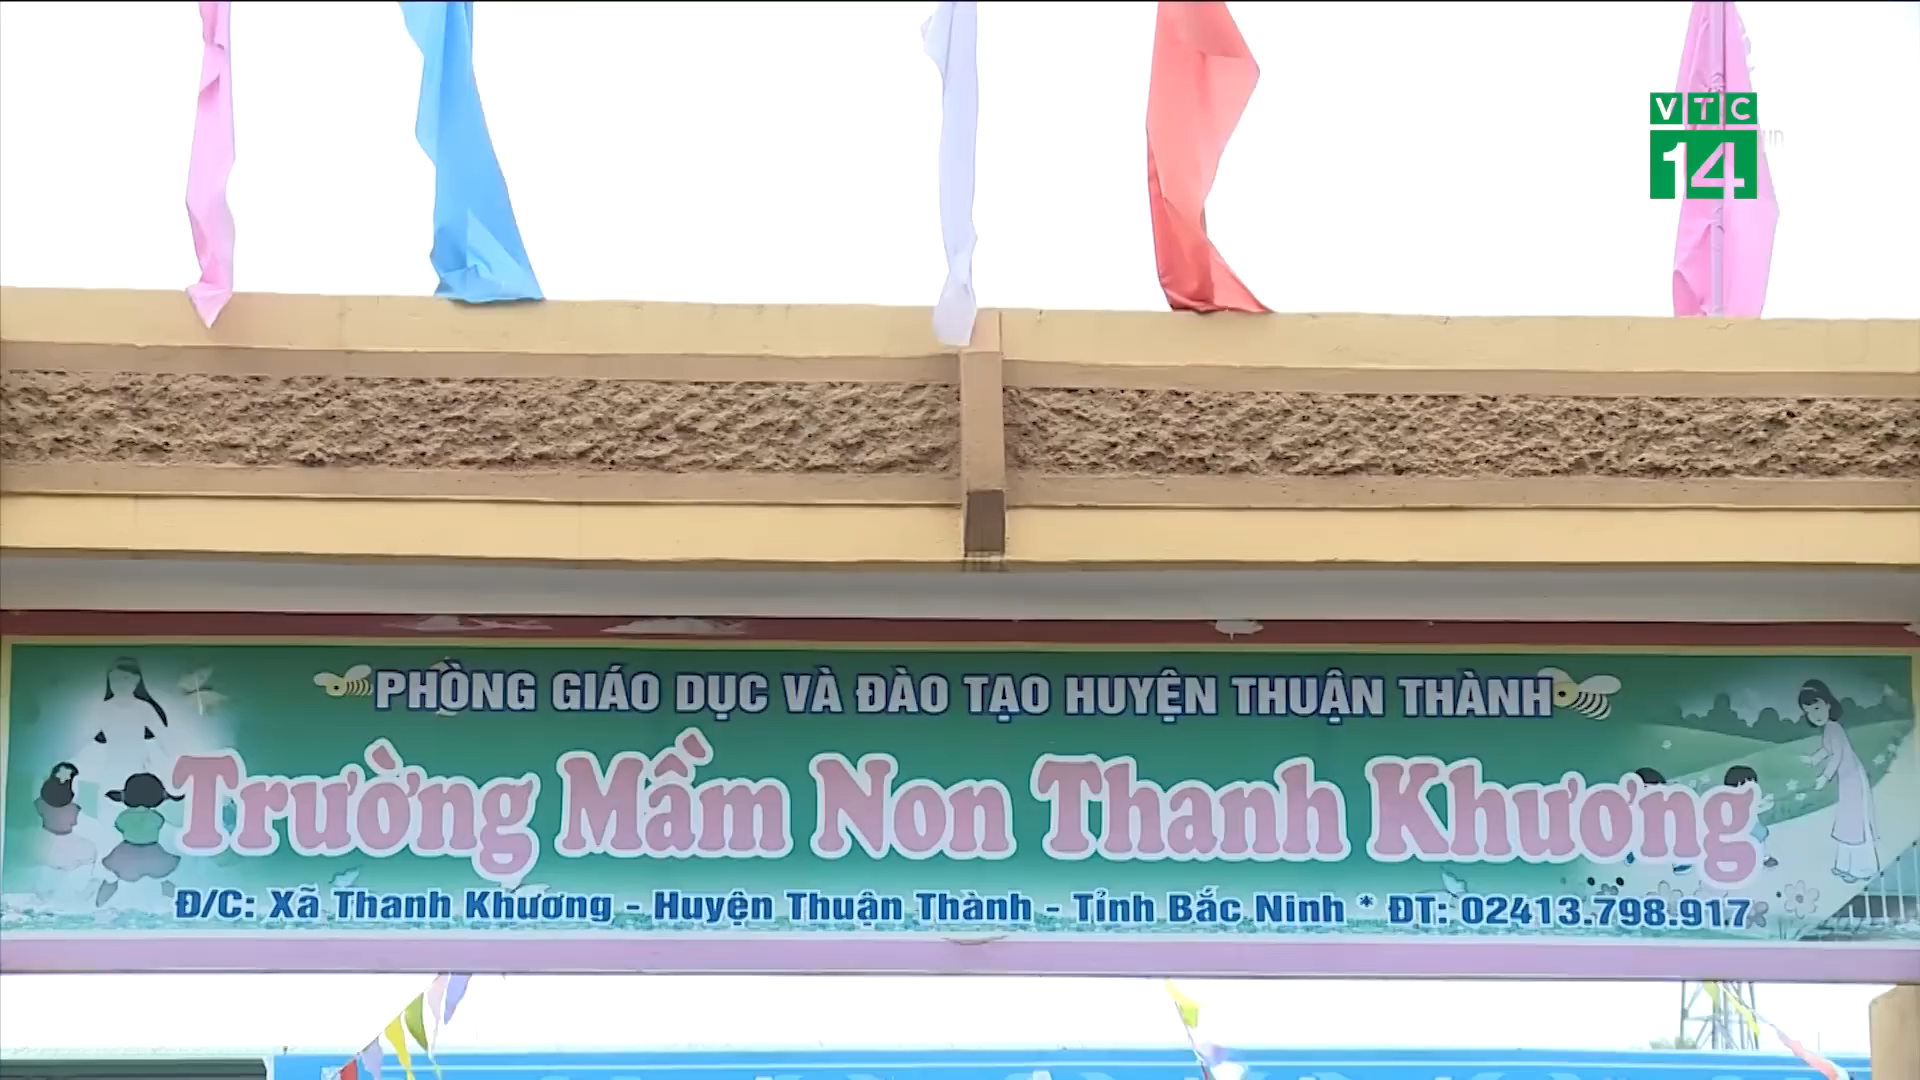 VTC
14
PHÒNG GIÁO DỤC VÀ ĐÀO TẠO HUYỆN THUẬN THÀNH
Trường Mầm Non Thanh Khương
Đ/C: Xã Thanh Khương - Huyện Thuận Thành - Tỉnh Bắc Ninh * ĐT: 02413.798.917